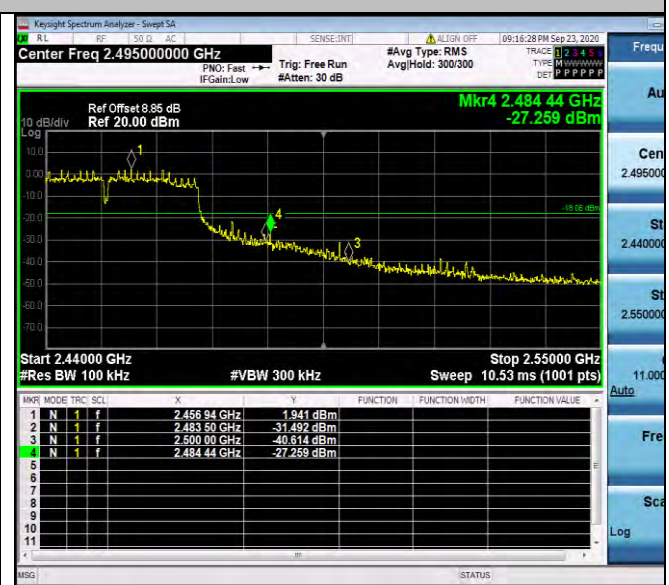 Keysight Spectrum Analyzer - Swept SA
RL RF 50 Ω AC SENSE:INT ALIGN OFF 09:16:28 PM Sep 23, 2020
Center Freq 2.495000000 GHz #Avg Type: RMS TRACE 1 2 3 4 5 6 Frequ
PNO: Fast Trig: Free Run Avg|Hold: 300/300 TYPE M WWWWW
IFGain:Low #Atten: 30 dB DET P P P P P P
Au
Mkr4 2.484 44 GHz
Ref Offset 8.85 dB
10 dB/div Ref 20.00 dBm -27.259 dBm
Log
10.0 1
Cen
0.00 2.495000
-10.0
-18.06 dBm
-20.0 4 St
-30.0 3 2.440000
-40.0
-50.0 St
-60.0 2.550000
-70.0
Start 2.44000 GHz Stop 2.55000 GHz
#Res BW 100 kHz #VBW 300 kHz Sweep 10.53 ms (1001 pts) 11.000
Auto
MKR MODE TRC SCL X Y FUNCTION FUNCTION WIDTH FUNCTION VALUE
1 N 1 f 2.456 94 GHz 1.941 dBm
2 N 1 f 2.483 50 GHz -31.492 dBm
3 N 1 f 2.500 00 GHz -40.614 dBm Fre
4 N 1 f 2.484 44 GHz -27.259 dBm
5
6
7
8 Sca
9
10 Log
11
MSG STATUS